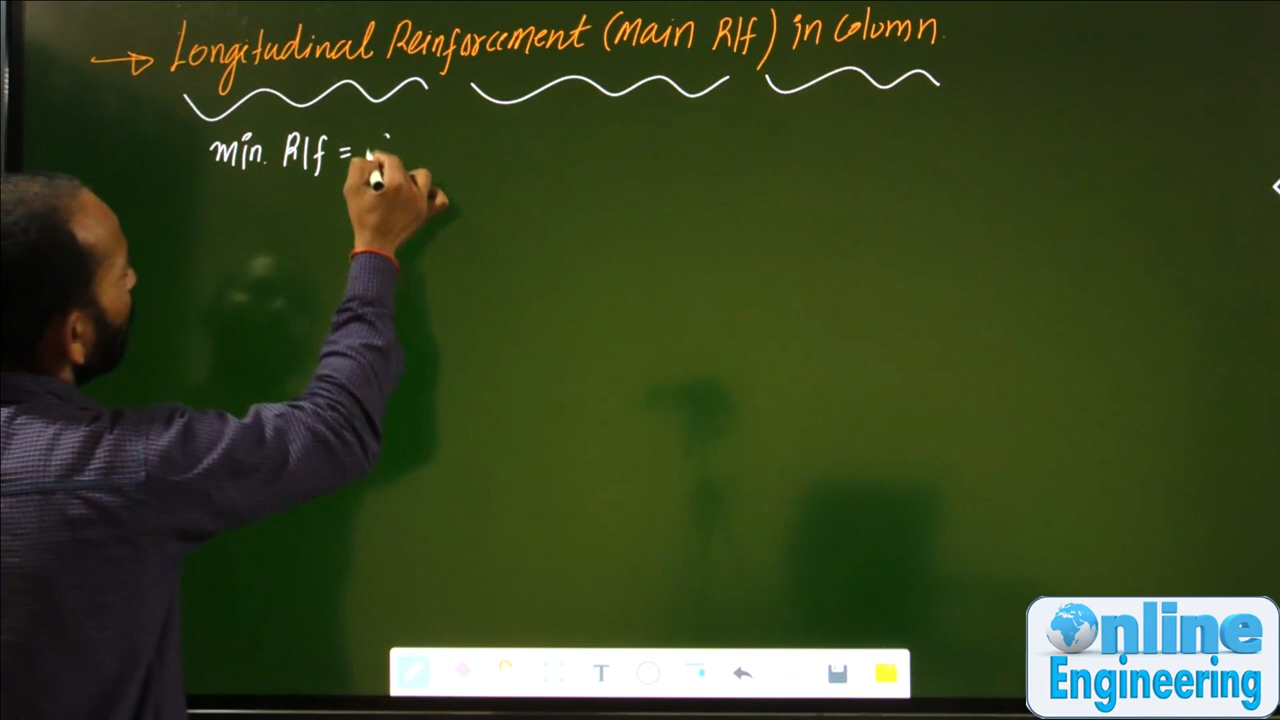 → Longitudinal Reinforcement (Main R/f) in Column.
min. R/f =
T
Online
Engineering